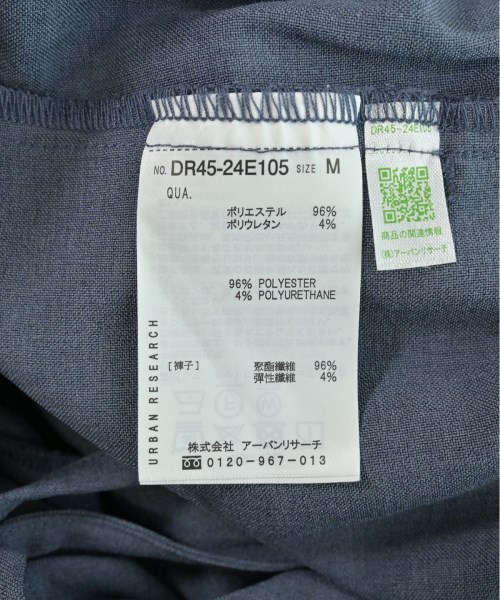 NO. DR45-24E105 SIZE M
QUA.
ポリエステル 96%
ポリウレタン 4%
96% POLYESTER
4% POLYURETHANE
[褲子] 聚酯纖維 96%
彈性纖維 4%
URBAN RESEARCH
株式会社 アーバンリサーチ
0120-967-013
DR45-24E105
商品の関連情報
(株)アーバンリサーチ